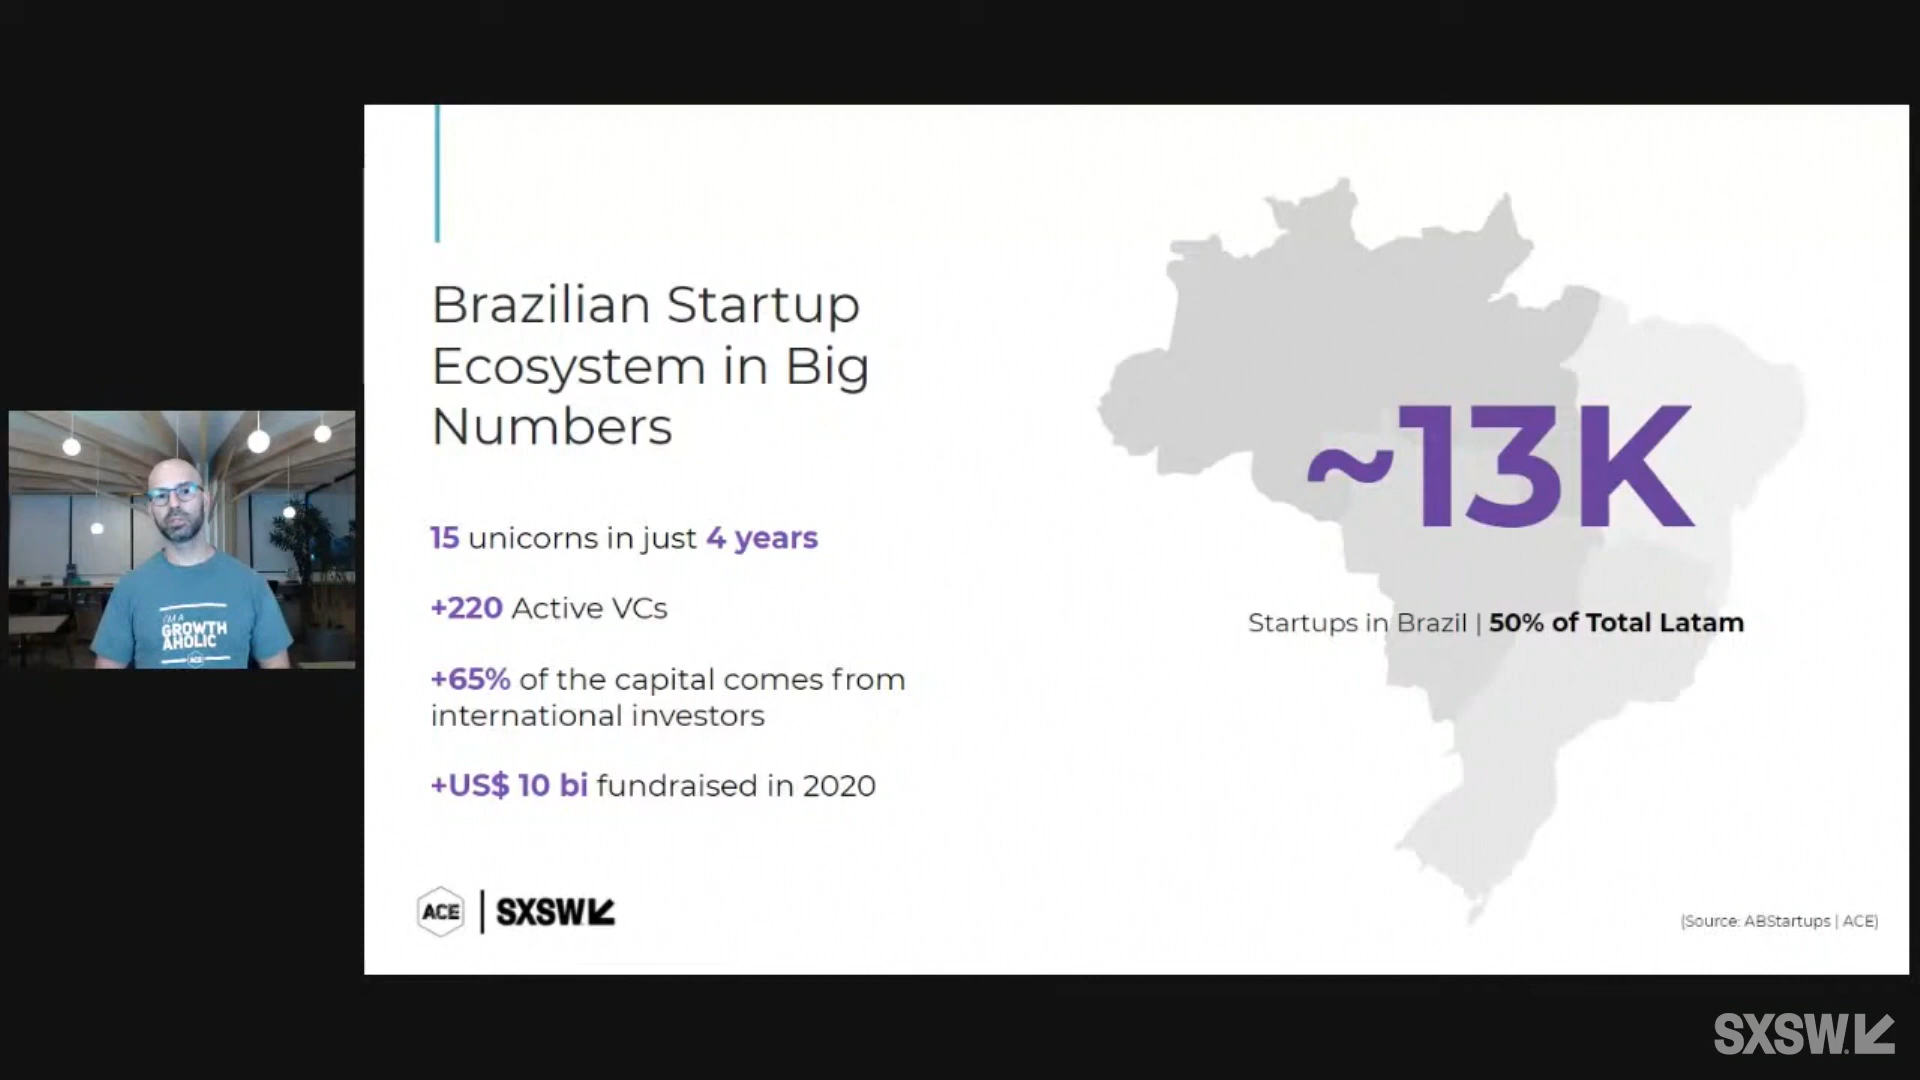 Brazilian Startup
Ecosystem in Big
Numbers
15 unicorns in just 4 years
+220 Active VCs
+65% of the capital comes from
international investors
+US$ 10 bi fundraised in 2020
~13K
Startups in Brazil | 50% of Total Latam
ACE | SXSW
(Source: ABStartups | ACE)
I'M A
GROWTH
AHOLIC
ACE
SXSW